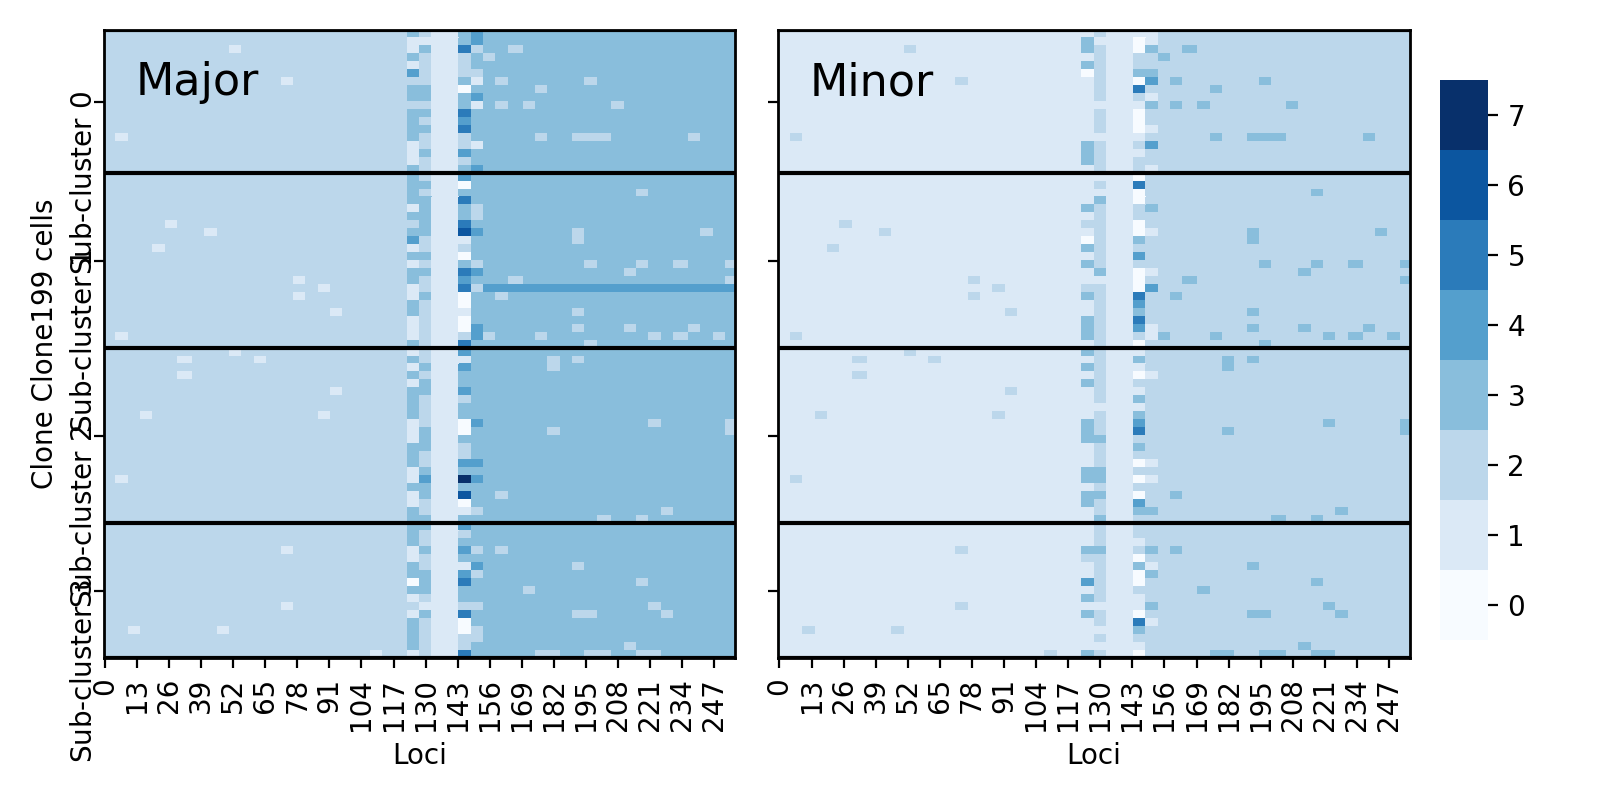 Major
Minor
Clone Clone199 cells
Sub-cluster 0
Sub-cluster 1
Sub-cluster 2
Sub-cluster 3
0 13 26 39 52 65 78 91 104 117 130 143 156 169 182 195 208 221 234 247
Loci
0 13 26 39 52 65 78 91 104 117 130 143 156 169 182 195 208 221 234 247
Loci
7
6
5
4
3
2
1
0